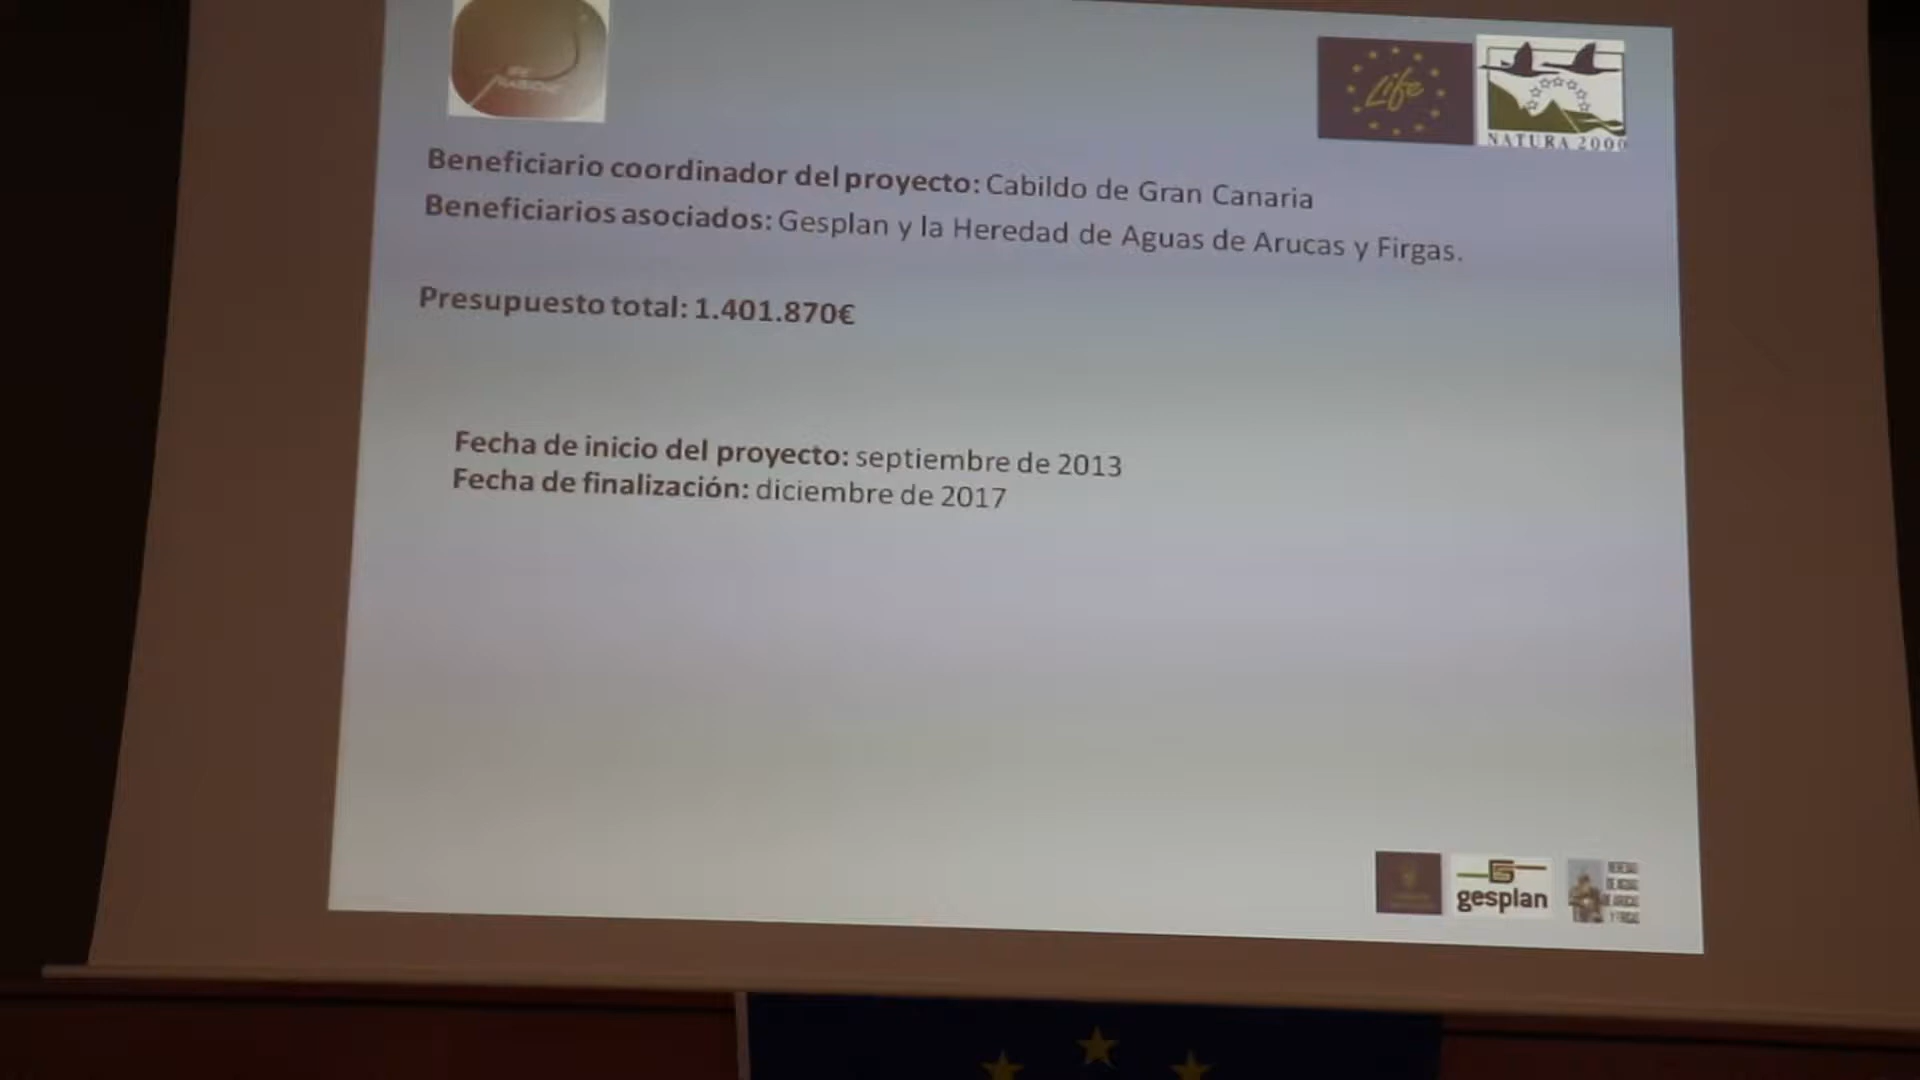 Life
NATURA 2000
Beneficiario coordinador del proyecto: Cabildo de Gran Canaria
Beneficiarios asociados: Gesplan y la Heredad de Aguas de Arucas y Firgas.
Presupuesto total: 1.401.870€
Fecha de inicio del proyecto: septiembre de 2013
Fecha de finalización: diciembre de 2017
gesplan